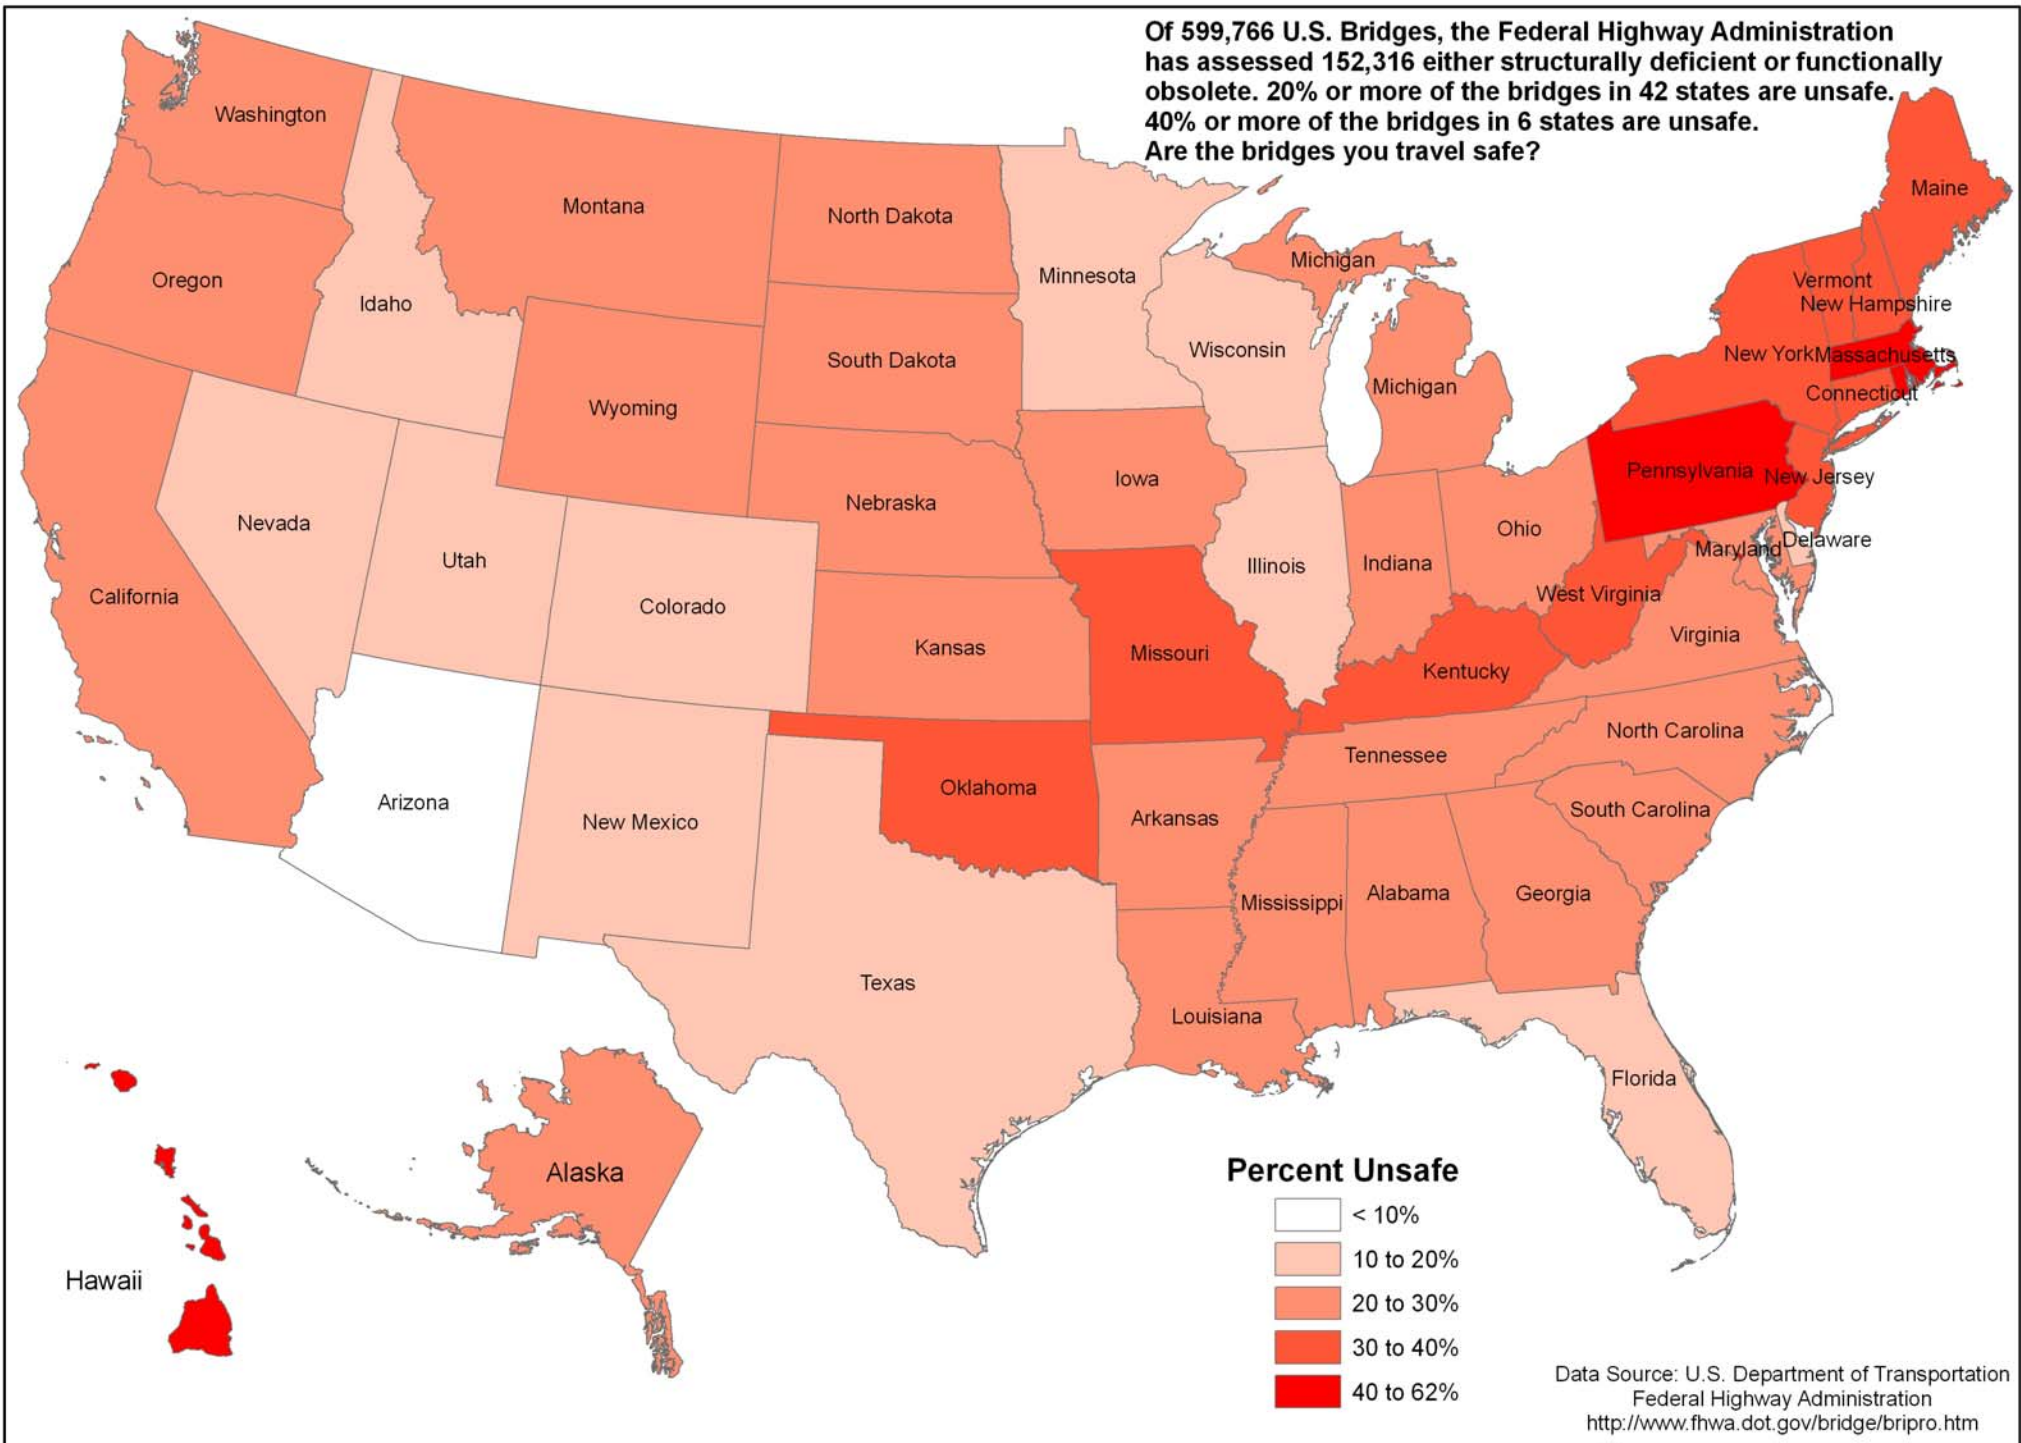 Of 599,766 U.S. Bridges, the Federal Highway Administration
has assessed 152,316 either structurally deficient or functionally
obsolete. 20% or more of the bridges in 42 states are unsafe.
40% or more of the bridges in 6 states are unsafe.
Are the bridges you travel safe?
Washington
Montana
North Dakota
Minnesota
Michigan
Maine
Oregon
Idaho
Wyoming
South Dakota
Wisconsin
Michigan
Vermont
New Hampshire
New York
Massachusetts
Connecticut
Nevada
Utah
Colorado
Nebraska
Iowa
Illinois
Indiana
Ohio
Pennsylvania
New Jersey
Maryland
Delaware
California
Kansas
Missouri
Kentucky
West Virginia
Virginia
Arizona
New Mexico
Oklahoma
Arkansas
Tennessee
North Carolina
South Carolina
Texas
Louisiana
Mississippi
Alabama
Georgia
Florida
Alaska
Hawaii
Percent Unsafe
< 10%
10 to 20%
20 to 30%
30 to 40%
40 to 62%
Data Source: U.S. Department of Transportation
Federal Highway Administration
http://www.fhwa.dot.gov/bridge/bripro.htm